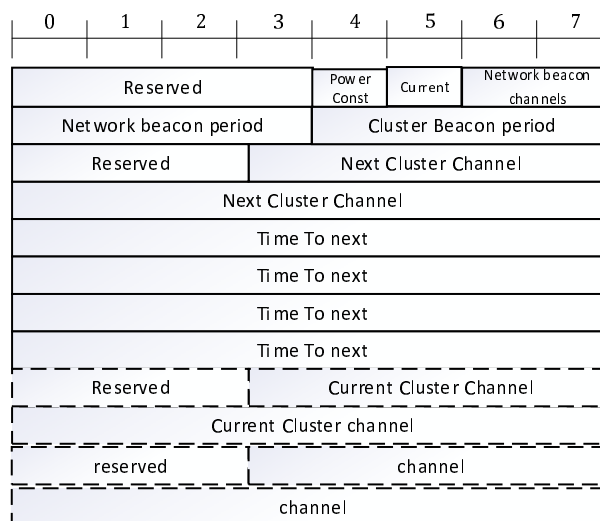 0 1 2 3 4 5 6 7
Reserved Power Const Current Network beacon channels
Network beacon period Cluster Beacon period
Reserved Next Cluster Channel
Next Cluster Channel
Time To next
Time To next
Time To next
Time To next
Reserved Current Cluster Channel
Current Cluster channel
reserved channel
channel